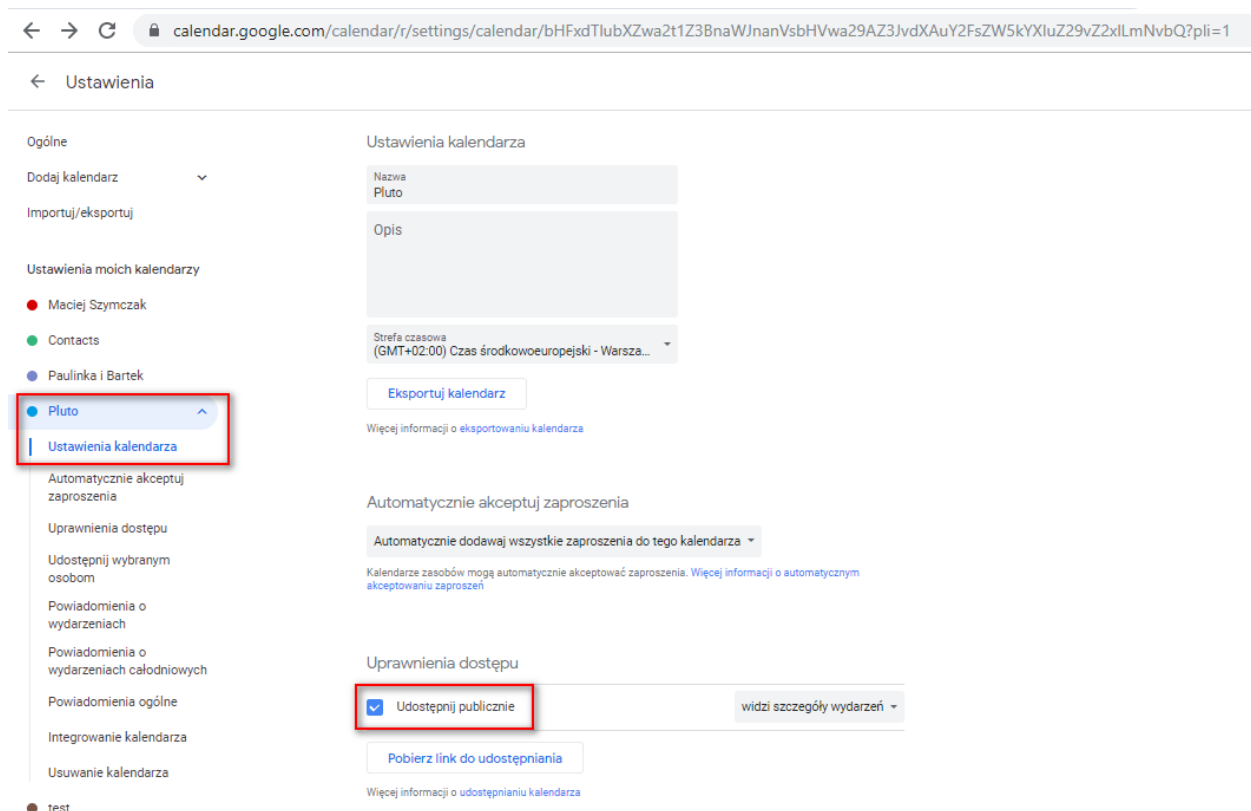 calendar.google.com/calendar/r/settings/calendar/bHFxdTlubXZwa2t1Z3BnaWJnanVsbHVwa29AZ3JvdXAuY2FsZW5kYXIuZ29vZ2xlLmNvbQ?pli=1
Ustawienia
Ogólne
Dodaj kalendarz
Importuj/eksportuj
Ustawienia moich kalendarzy
Maciej Szymczak
Contacts
Paulinka i Bartek
Pluto
Ustawienia kalendarza
Automatycznie akceptuj
zaproszenia
Uprawnienia dostępu
Udostępnij wybranym
osobom
Powiadomienia o
wydarzeniach
Powiadomienia o
wydarzeniach całodniowych
Powiadomienia ogólne
Integrowanie kalendarza
Usuwanie kalendarza
test
Ustawienia kalendarza
Nazwa
Pluto
Opis
Strefa czasowa
(GMT+02:00) Czas środkowoeuropejski - Warsza...
Eksportuj kalendarz
Więcej informacji o eksportowaniu kalendarza
Automatycznie akceptuj zaproszenia
Automatycznie dodawaj wszystkie zaproszenia do tego kalendarza
Kalendarze zasobów mogą automatycznie akceptować zaproszenia. Więcej informacji o automatycznym
akceptowaniu zaproszeń
Uprawnienia dostępu
Udostępnij publicznie
widzi szczegóły wydarzeń
Pobierz link do udostępniania
Więcej informacji o udostępnianiu kalendarza